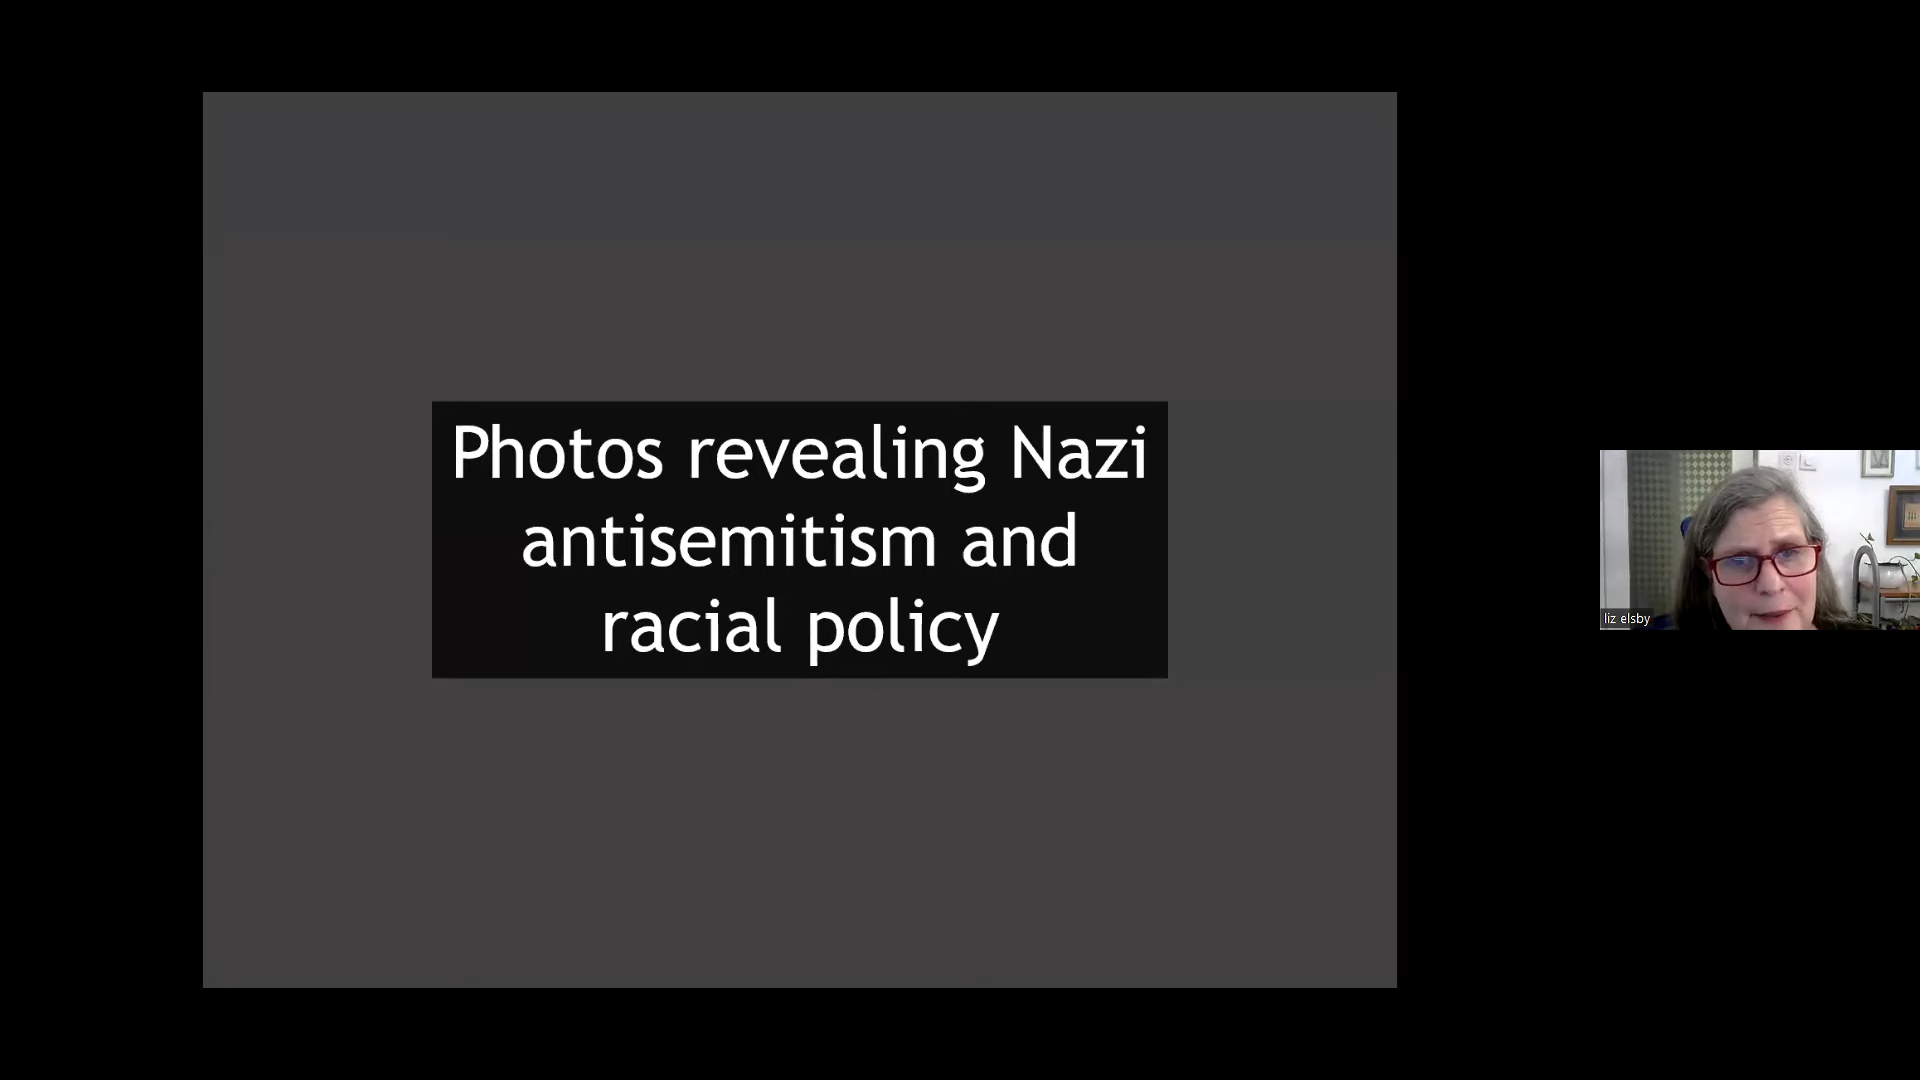 Photos revealing Nazi
antisemitism and
racial policy
liz elsby